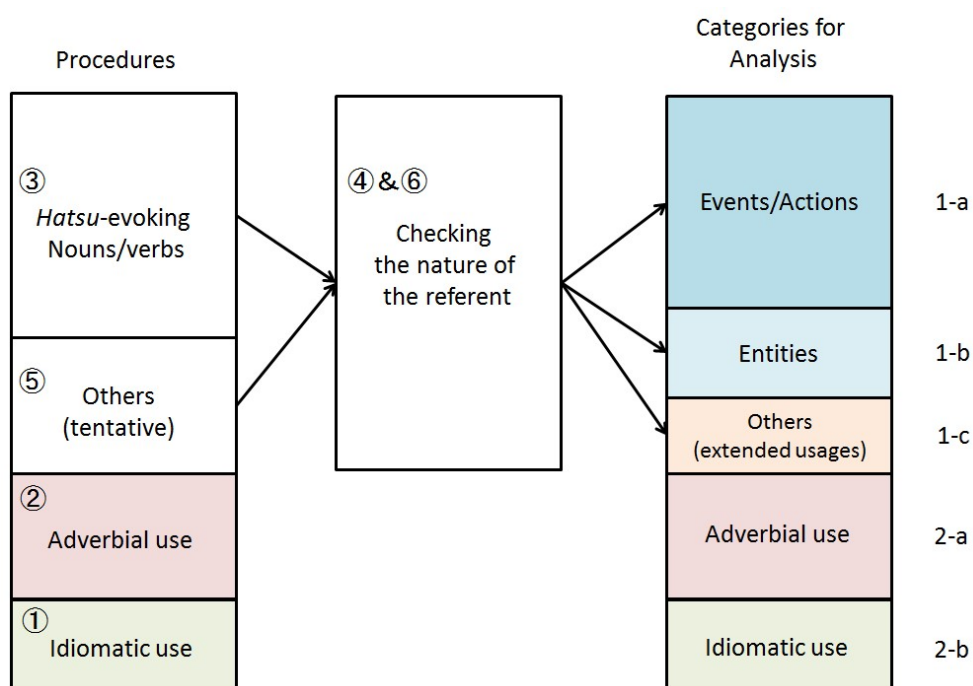 Procedures
③
Hatsu-evoking
Nouns/verbs
⑤
Others
(tentative)
②
Adverbial use
①
Idiomatic use
④&⑥
Checking
the nature of
the referent
Categories for
Analysis
Events/Actions
1-a
Entities
1-b
Others
(extended usages)
1-c
Adverbial use
2-a
Idiomatic use
2-b